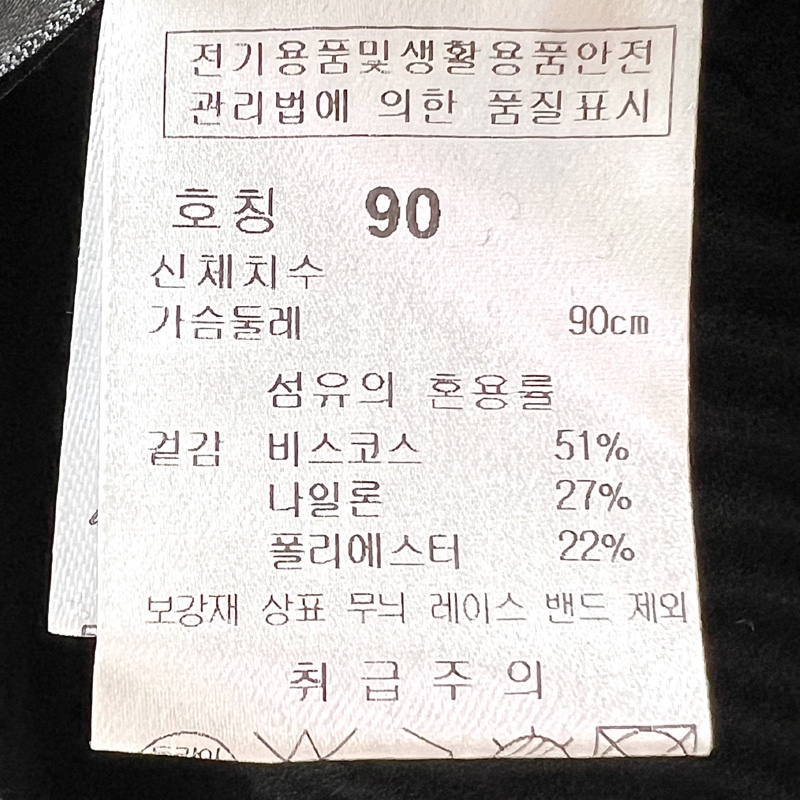 전기용품및생활용품안전
관리법에 의한 품질표시
호칭 90
신체치수
가슴둘레 90cm
섬유의 혼용률
겉감 비스코스 51%
나일론 27%
폴리에스터 22%
보강재 상표 무늬 레이스 밴드 제외
취급주의